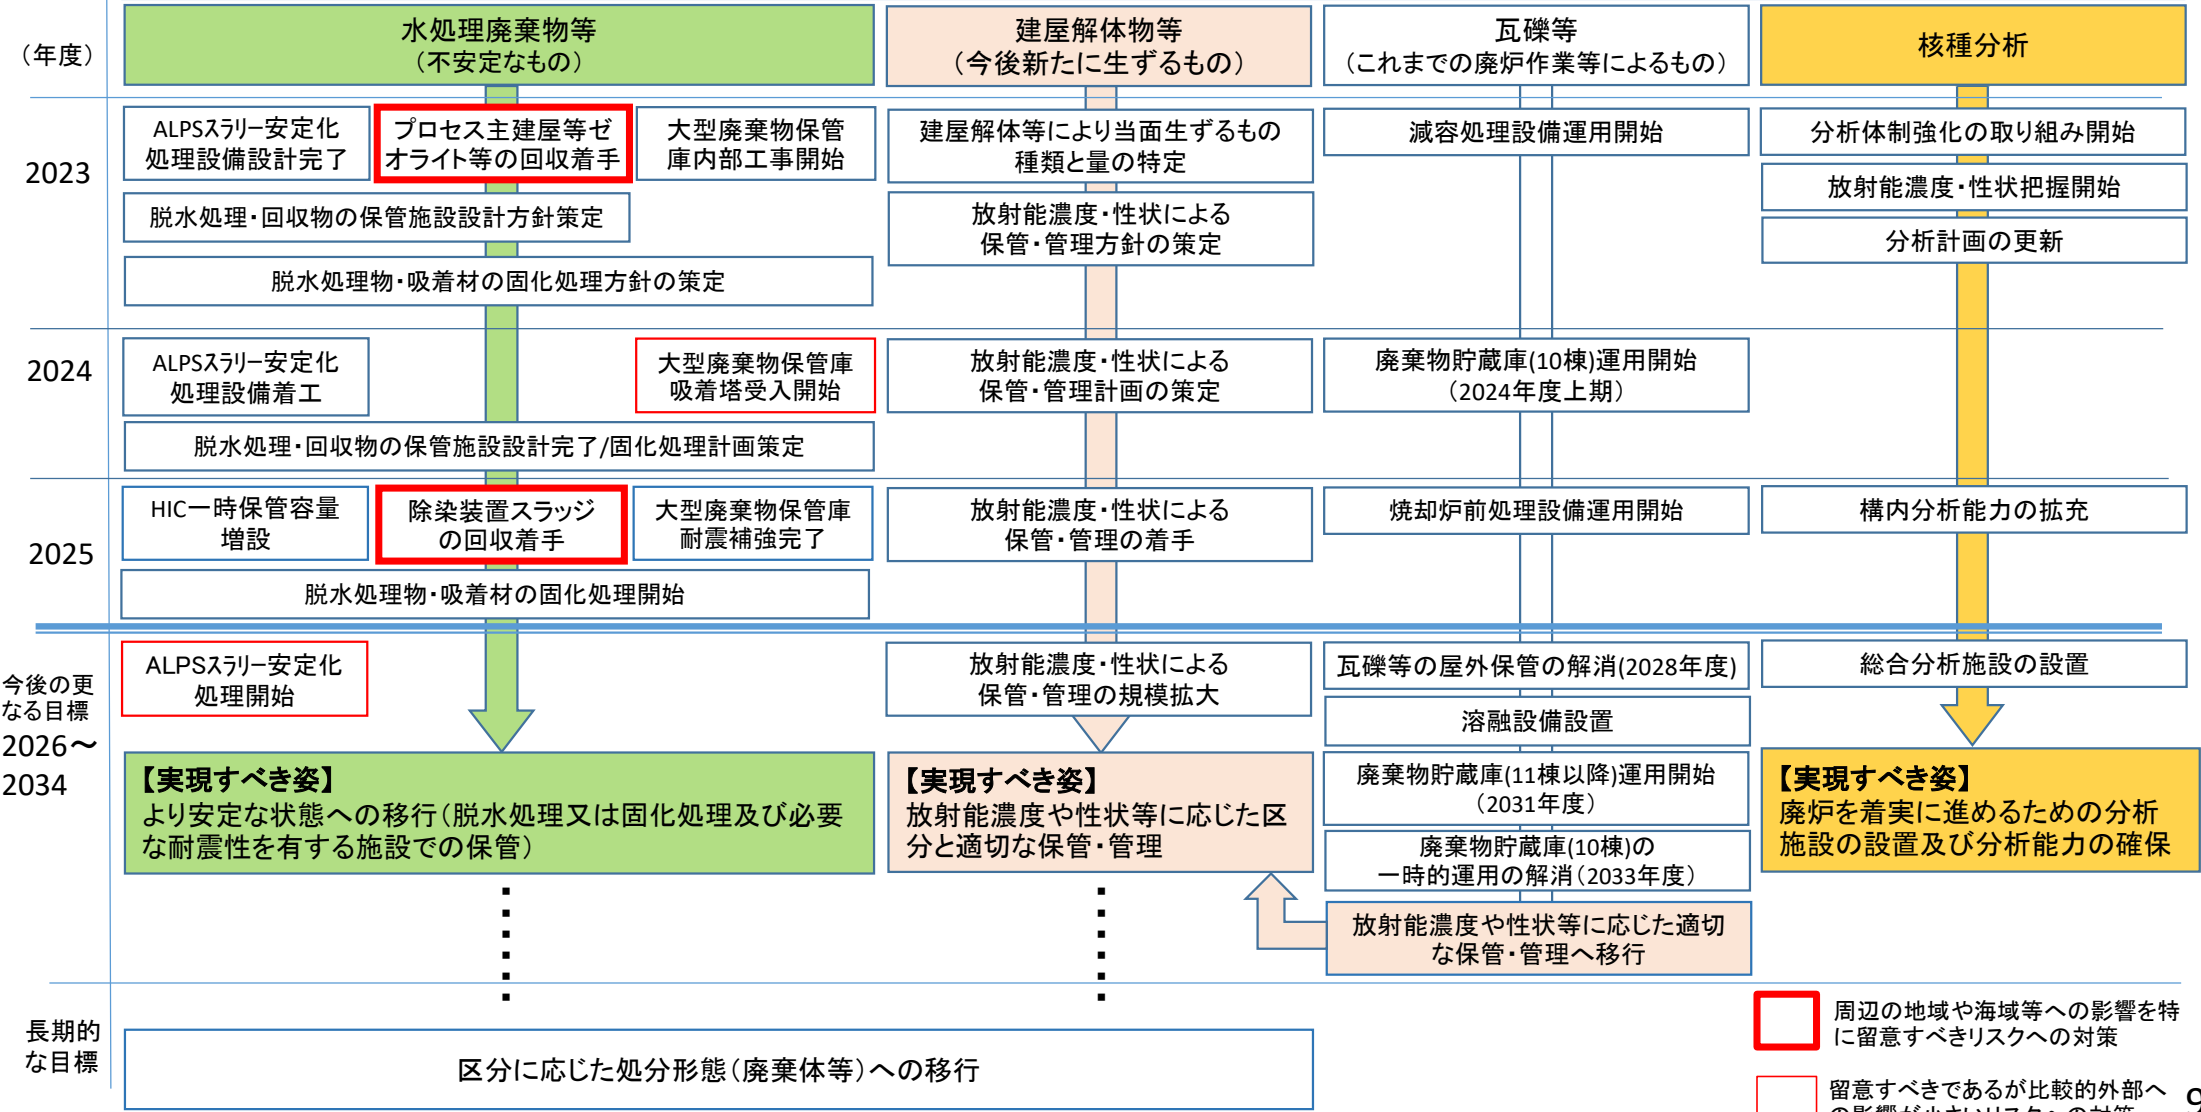 (年度)
水処理廃棄物等
(不安定なもの)
建屋解体物等
(今後新たに生ずるもの)
瓦礫等
(これまでの廃炉作業等によるもの)
核種分析
2023
ALPSスラリー安定化
処理設備設計完了
プロセス主建屋等ゼ
オライト等の回収着手
大型廃棄物保管
庫内部工事開始
脱水処理・回収物の保管施設設計方針策定
脱水処理物・吸着材の固化処理方針の策定
建屋解体等により当面生ずるもの
種類と量の特定
放射能濃度・性状による
保管・管理方針の策定
減容処理設備運用開始
分析体制強化の取り組み開始
放射能濃度・性状把握開始
分析計画の更新
2024
ALPSスラリー安定化
処理設備着工
大型廃棄物保管庫
吸着塔受入開始
脱水処理・回収物の保管施設設計完了/固化処理計画策定
放射能濃度・性状による
保管・管理計画の策定
廃棄物貯蔵庫(10棟)運用開始
(2024年度上期)
2025
HIC一時保管容量
増設
除染装置スラッジ
の回収着手
大型廃棄物保管庫
耐震補強完了
脱水処理物・吸着材の固化処理開始
放射能濃度・性状による
保管・管理の着手
焼却炉前処理設備運用開始
構内分析能力の拡充
今後の更
なる目標
2026~
2034
ALPSスラリー安定化
処理開始
【実現すべき姿】
より安定な状態への移行(脱水処理又は固化処理及び必要
な耐震性を有する施設での保管)
放射能濃度・性状による
保管・管理の規模拡大
【実現すべき姿】
放射能濃度や性状等に応じた区
分と適切な保管・管理
瓦礫等の屋外保管の解消(2028年度)
溶融設備設置
廃棄物貯蔵庫(11棟以降)運用開始
(2031年度)
廃棄物貯蔵庫(10棟)の
一時的運用の解消(2033年度)
放射能濃度や性状等に応じた適切
な保管・管理へ移行
総合分析施設の設置
【実現すべき姿】
廃炉を着実に進めるための分析
施設の設置及び分析能力の確保
長期的
な目標
区分に応じた処分形態(廃棄体等)への移行
周辺の地域や海域等への影響を特
に留意すべきリスクへの対策
留意すべきであるが比較的外部へ
の影響が小さいリスクへの対策